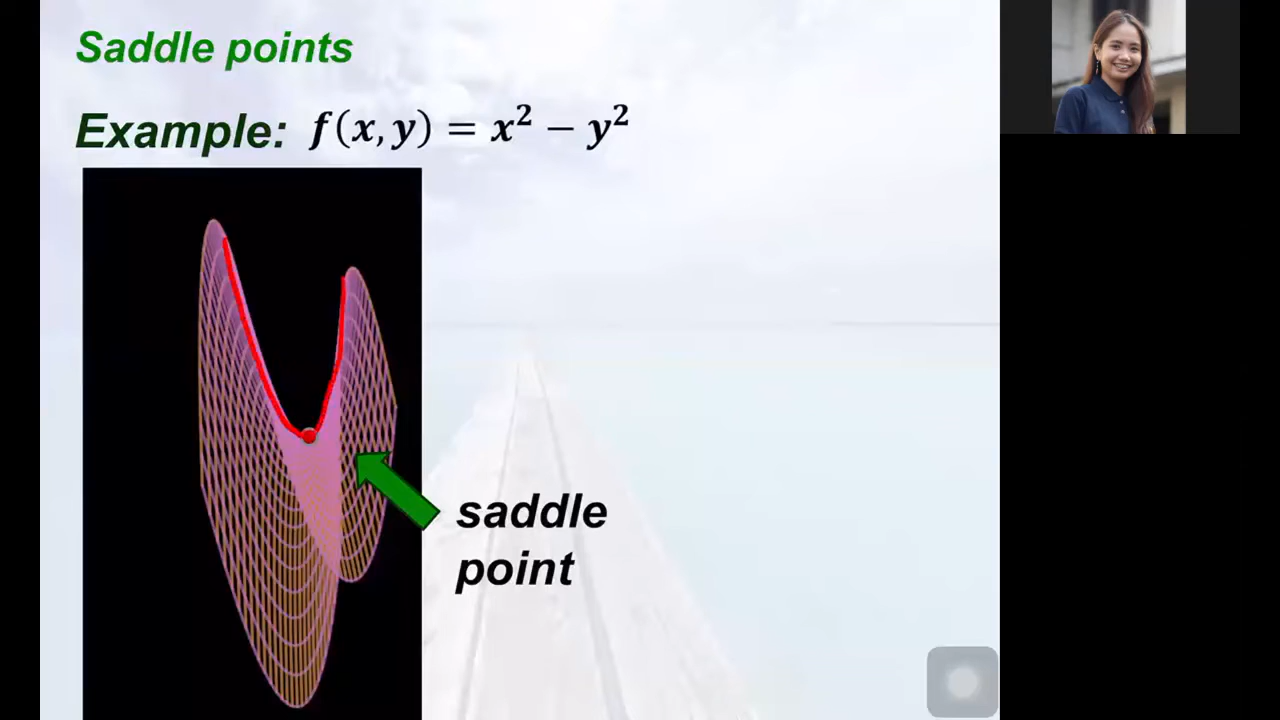 Saddle points
Example: f(x, y) = x² − y²
saddle
point